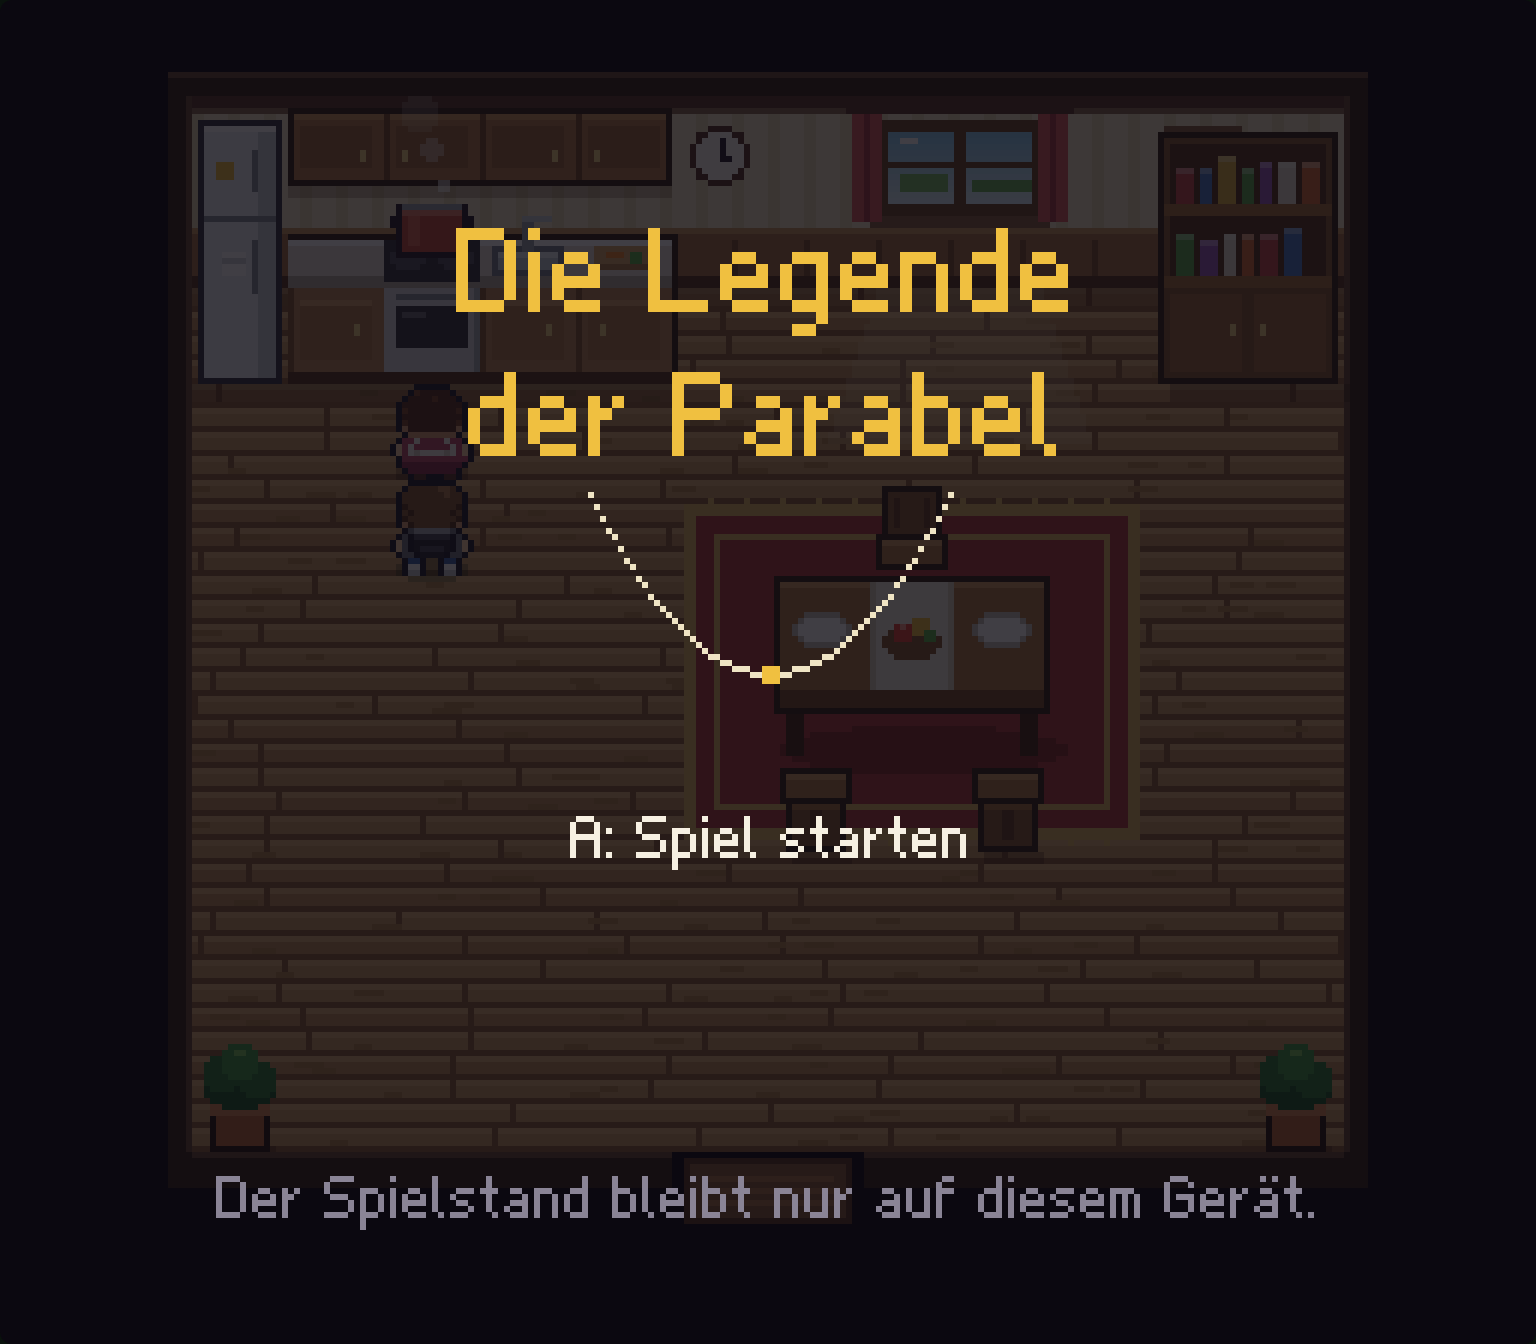 Die Legende
der Parabel
A: Spiel starten
Der Spielstand bleibt nur auf diesem Gerät.